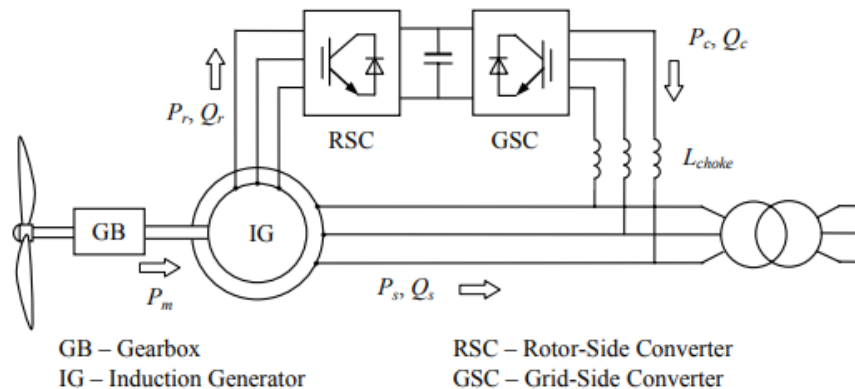 P_c, Q_c
P_r, Q_r
RSC
GSC
L_choke
GB
IG
P_m
P_s, Q_s
GB – Gearbox
RSC – Rotor-Side Converter
IG – Induction Generator
GSC – Grid-Side Converter